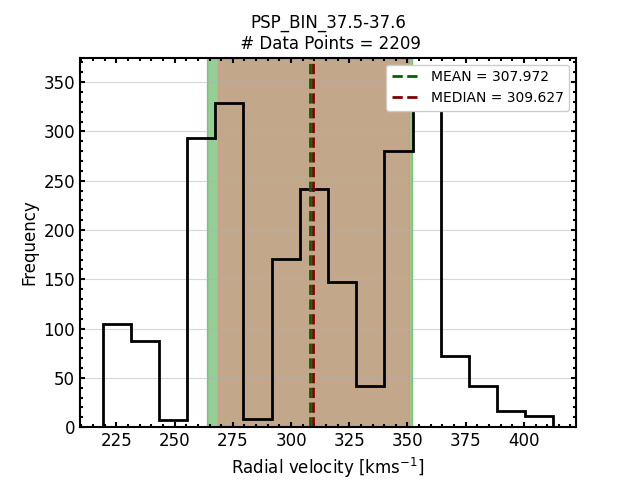 PSP_BIN_37.5-37.6
# Data Points = 2209
MEAN = 307.972
MEDIAN = 309.627
350
300
250
200
150
100
50
0
Frequency
225 250 275 300 325 350 375 400
Radial velocity [kms⁻¹]